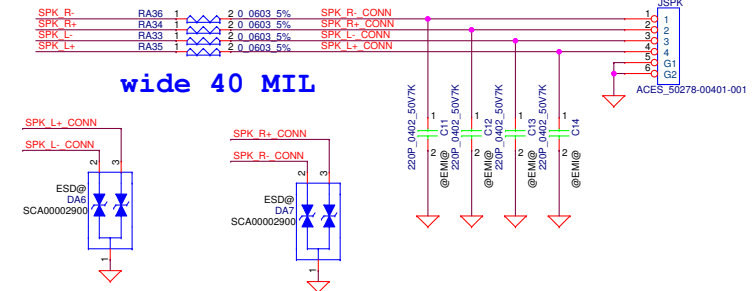 JSPK
SPK_R- RA36 1 2 0_0603_5% SPK_R-_CONN 1 1
SPK_R+ RA34 1 2 0_0603_5% SPK_R+_CONN 2 2
SPK_L- RA33 1 2 0_0603_5% SPK_L-_CONN 3 3
SPK_L+ RA35 1 2 0_0603_5% SPK_L+_CONN 4 4
5 G1
6 G2
ACES_50278-00401-001
wide 40 MIL
220P_0402_50V7K 1 2 C11 @EMI@
220P_0402_50V7K 1 2 C12 @EMI@
220P_0402_50V7K 1 2 C13 @EMI@
220P_0402_50V7K 1 2 C14 @EMI@
SPK_L+_CONN
SPK_L-_CONN
2 3
ESD@
DA6
SCA00002900
1
SPK_R+_CONN
SPK_R-_CONN
2 3
ESD@
DA7
SCA00002900
1